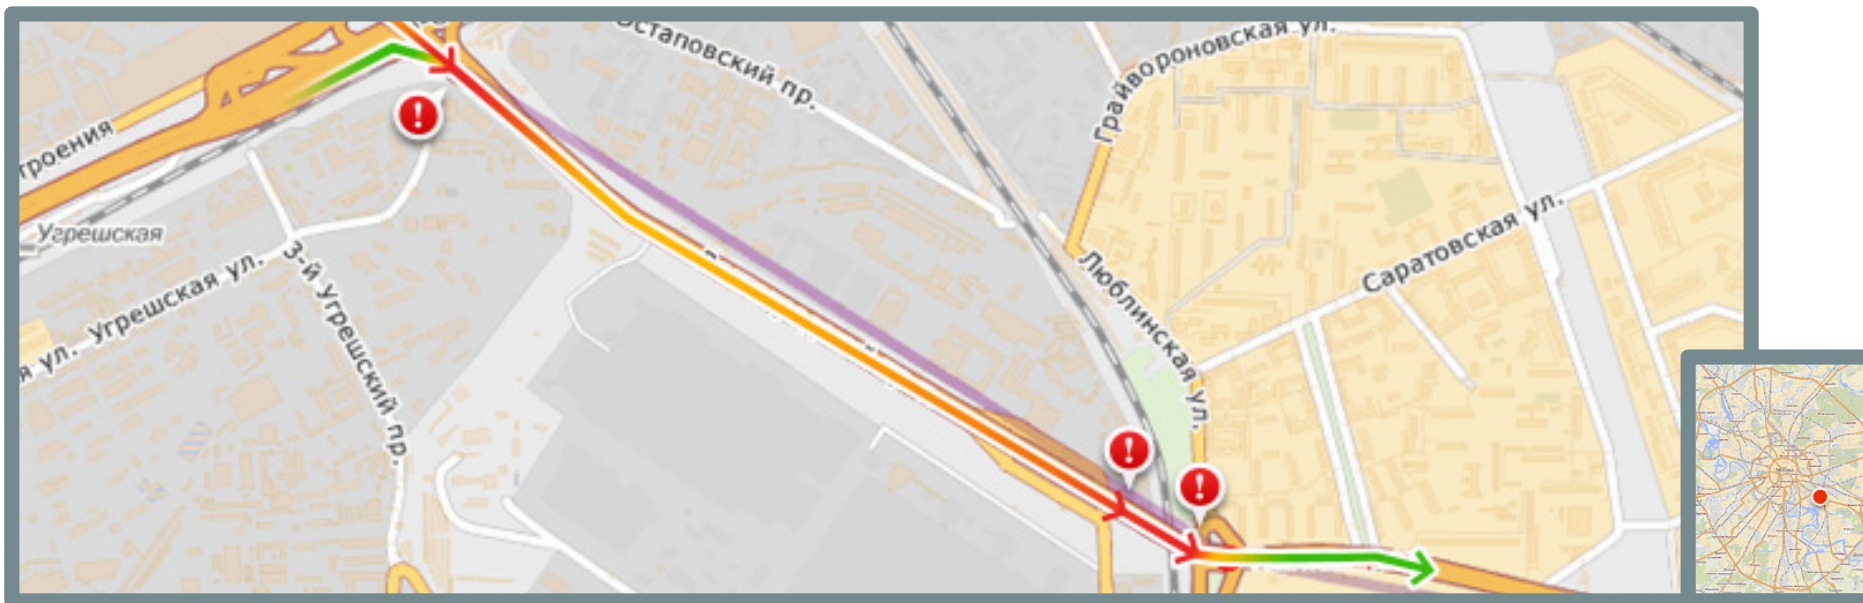 Остаповский пр.
Грайвороновская ул.
троения
Угрешская
я ул. Угрешская ул.
3-й Угрешский пр.
Люблинская ул.
Саратовская ул.
!
!
!